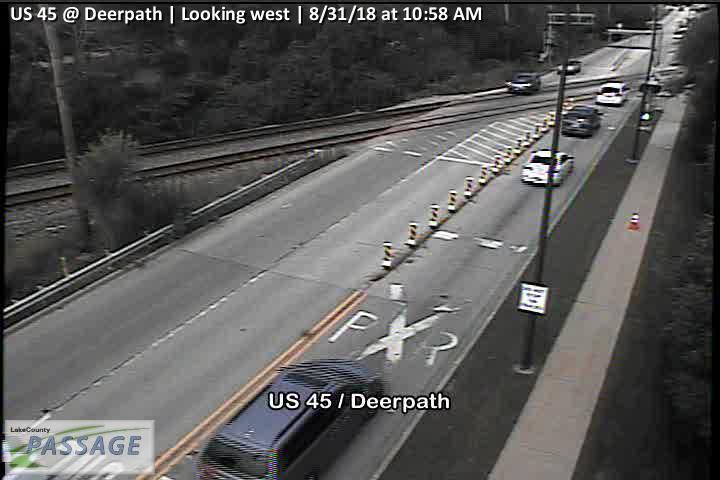 US 45 @ Deerpath | Looking west | 8/31/18 at 10:58 AM
R
R
US 45 / Deerpath
LakeCounty
PASSAGE